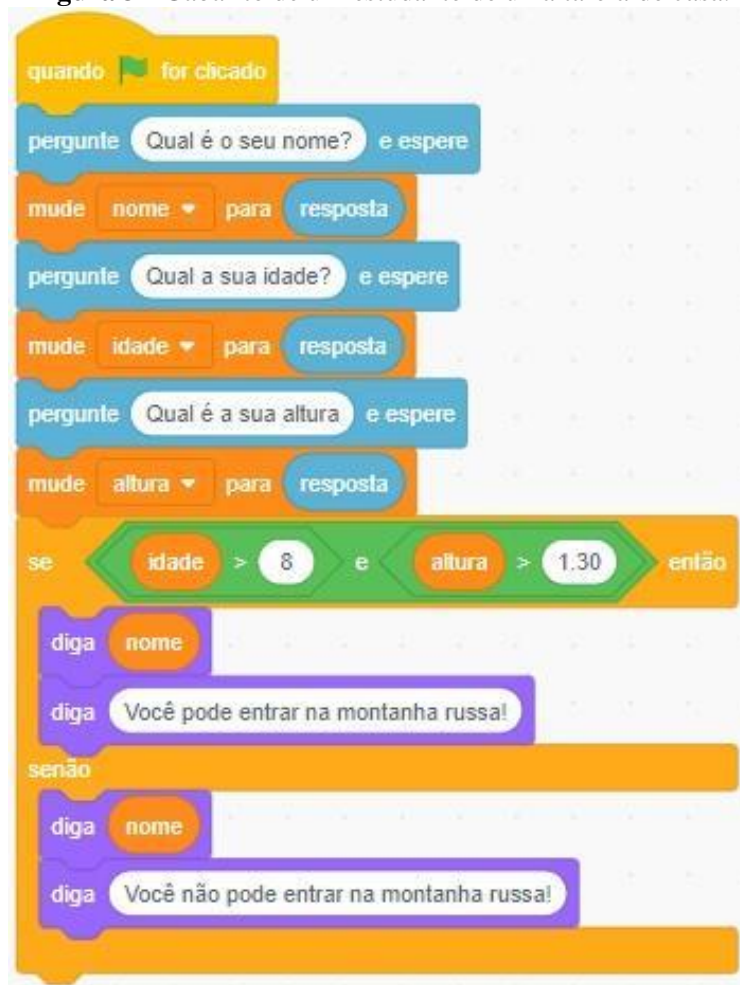 quando for clicado
pergunte Qual é o seu nome? e espere
mude nome para resposta
pergunte Qual a sua idade? e espere
mude idade para resposta
pergunte Qual é a sua altura e espere
mude altura para resposta
se idade > 8 e altura > 1.30 então
diga nome
diga Você pode entrar na montanha russa!
senão
diga nome
diga Você não pode entrar na montanha russa!